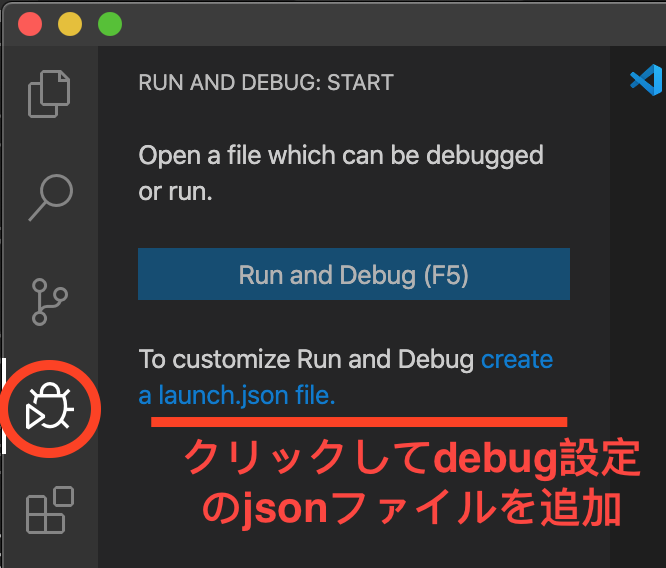 RUN AND DEBUG: START
Open a file which can be debugged
or run.
Run and Debug (F5)
To customize Run and Debug create
a launch.json file.
クリックしてdebug設定
のjsonファイルを追加